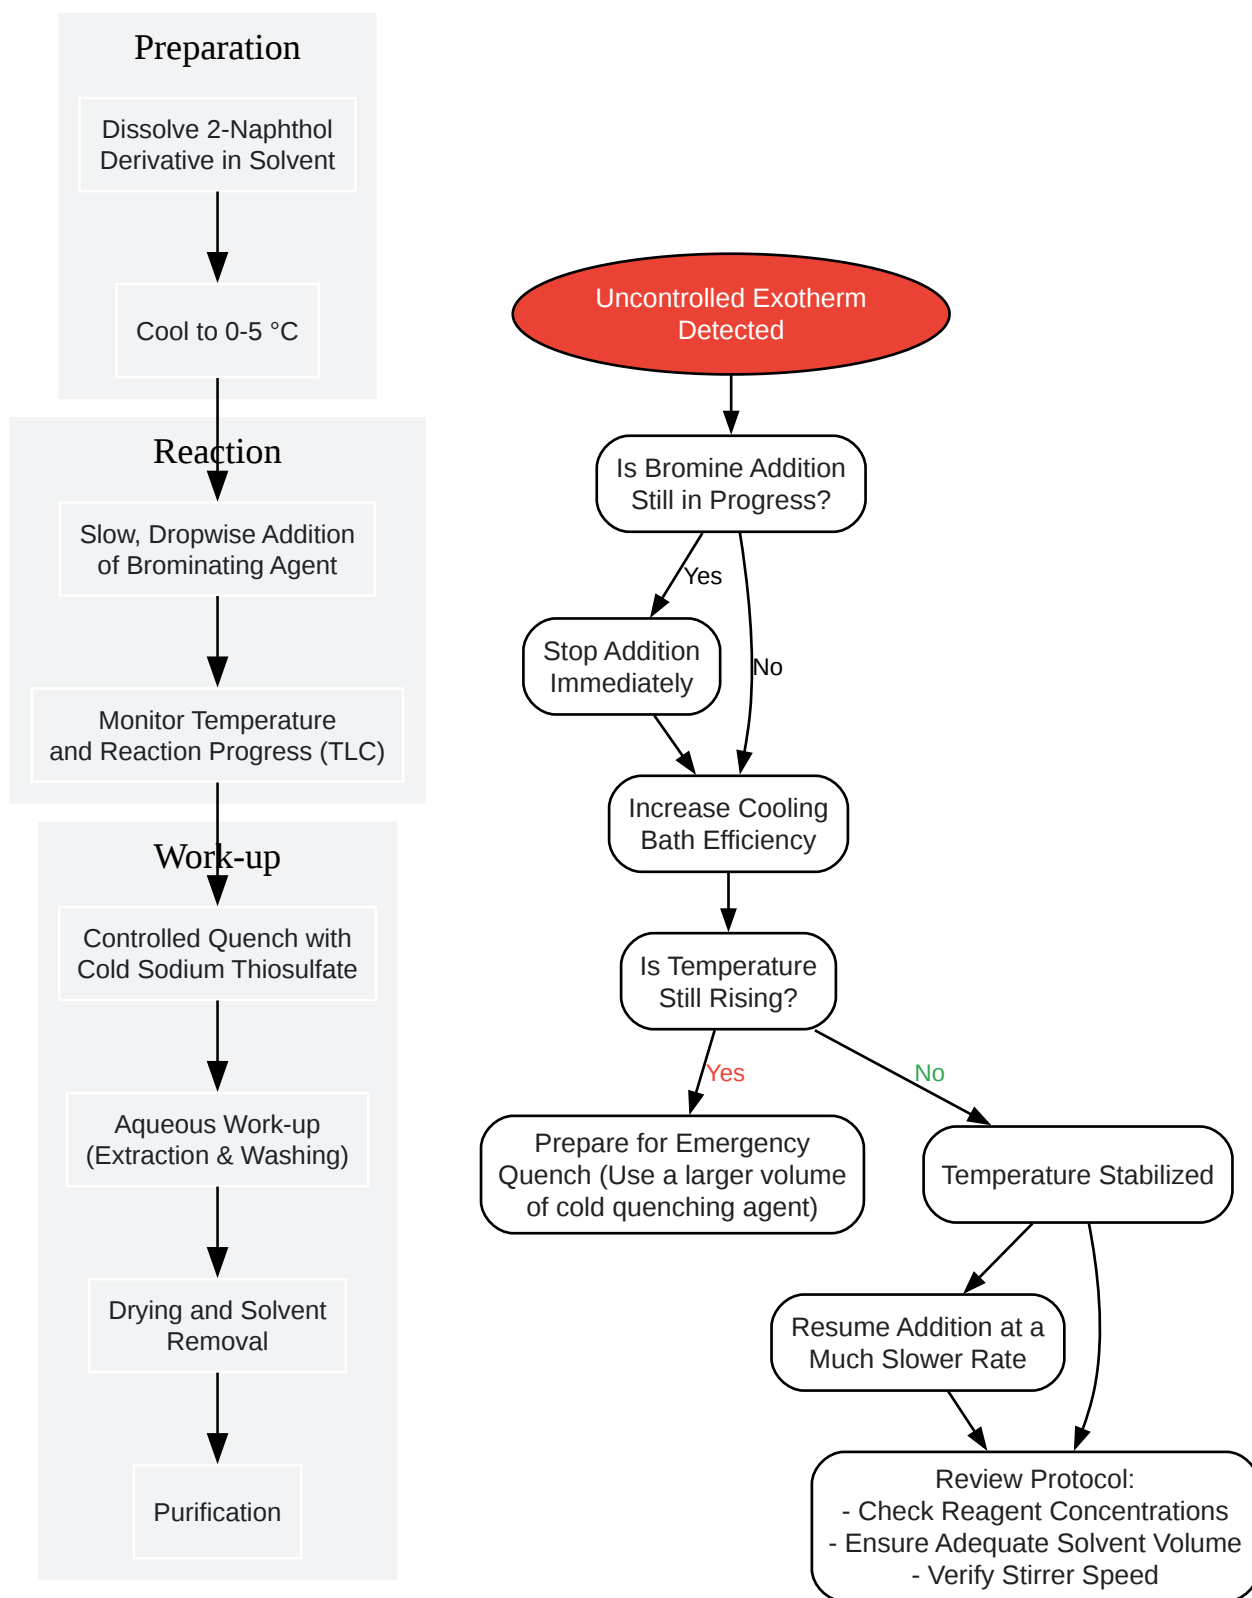 Preparation
Dissolve 2-Naphthol
Derivative in Solvent
Cool to 0-5 °C
Reaction
Slow, Dropwise Addition
of Brominating Agent
Monitor Temperature
and Reaction Progress (TLC)
Work-up
Controlled Quench with
Cold Sodium Thiosulfate
Aqueous Work-up
(Extraction & Washing)
Drying and Solvent
Removal
Purification
Uncontrolled Exotherm
Detected
Is Bromine Addition
Still in Progress?
Yes
No
Stop Addition
Immediately
Increase Cooling
Bath Efficiency
Is Temperature
Still Rising?
Yes
No
Prepare for Emergency
Quench (Use a larger volume
of cold quenching agent)
Temperature Stabilized
Resume Addition at a
Much Slower Rate
Review Protocol:
- Check Reagent Concentrations
- Ensure Adequate Solvent Volume
- Verify Stirrer Speed